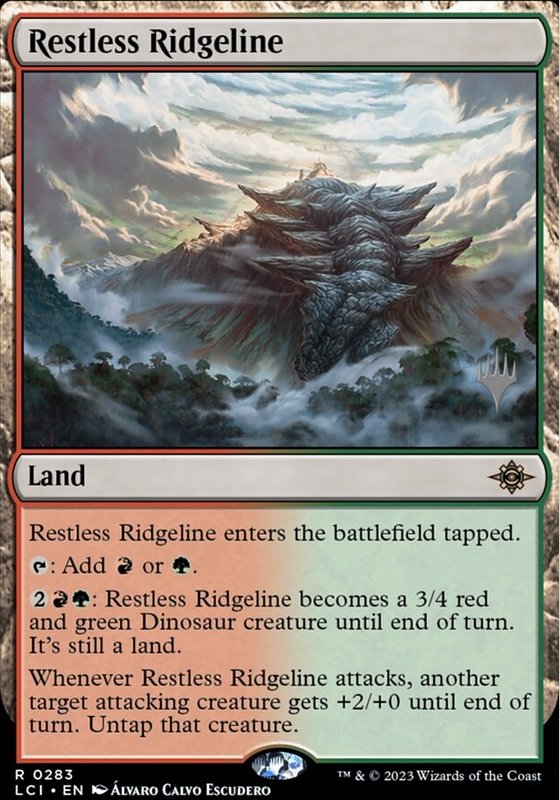 Restless Ridgeline
Land
Restless Ridgeline enters the battlefield tapped.
: Add or .
2 : Restless Ridgeline becomes a 3/4 red
and green Dinosaur creature until end of turn.
It's still a land.
Whenever Restless Ridgeline attacks, another
target attacking creature gets +2/+0 until end of
turn. Untap that creature.
R 0283
LCI • EN Álvaro Calvo Escudero
™ & © 2023 Wizards of the Coast